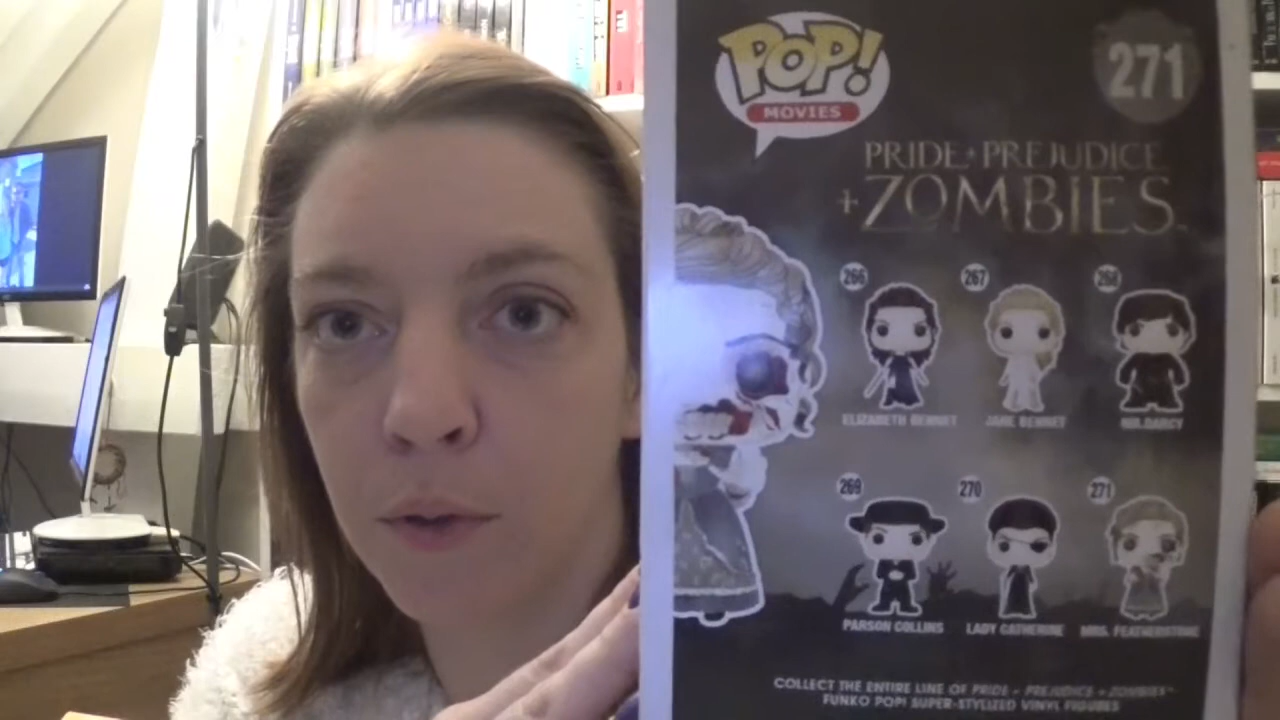 POP!
MOVIES
271
PRIDE + PREJUDICE
+ ZOMBIES™
266
267
268
ELIZABETH BENNET
JANE BENNET
MR. DARCY
269
270
271
PARSON COLLINS
LADY CATHERINE
MRS. FEATHERSTONE
COLLECT THE ENTIRE LINE OF PRIDE + PREJUDICE + ZOMBIES™
FUNKO POP! SUPER-STYLIZED VINYL FIGURES